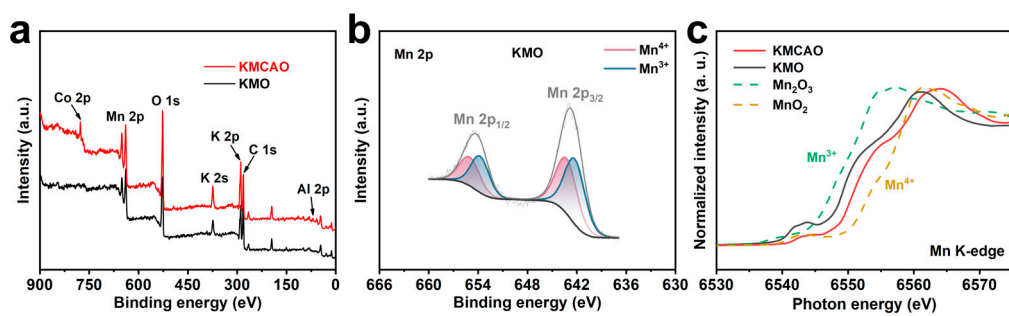 a
KMCAO
KMO
Co 2p
Mn 2p
O 1s
K 2p
C 1s
K 2s
Al 2p
Intensity (a.u.)
900 750 600 450 300 150 0
Binding energy (eV)
b
Mn 2p
KMO
Mn⁴⁺
Mn³⁺
Mn 2p₃/₂
Mn 2p₁/₂
Intensity (a.u.)
666 660 654 648 642 636 630
Binding energy (eV)
c
KMCAO
KMO
Mn₂O₃
MnO₂
Mn³⁺
Mn⁴⁺
Mn K-edge
Normalized intensity (a. u.)
6530 6540 6550 6560 6570
Photon energy (eV)